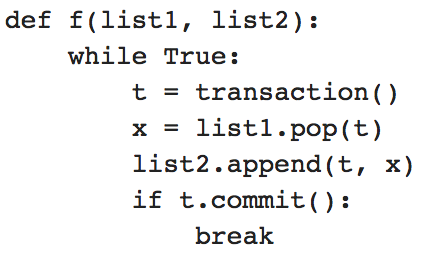 def f(list1, list2):
    while True:
        t = transaction()
        x = list1.pop(t)
        list2.append(t, x)
        if t.commit():
            break